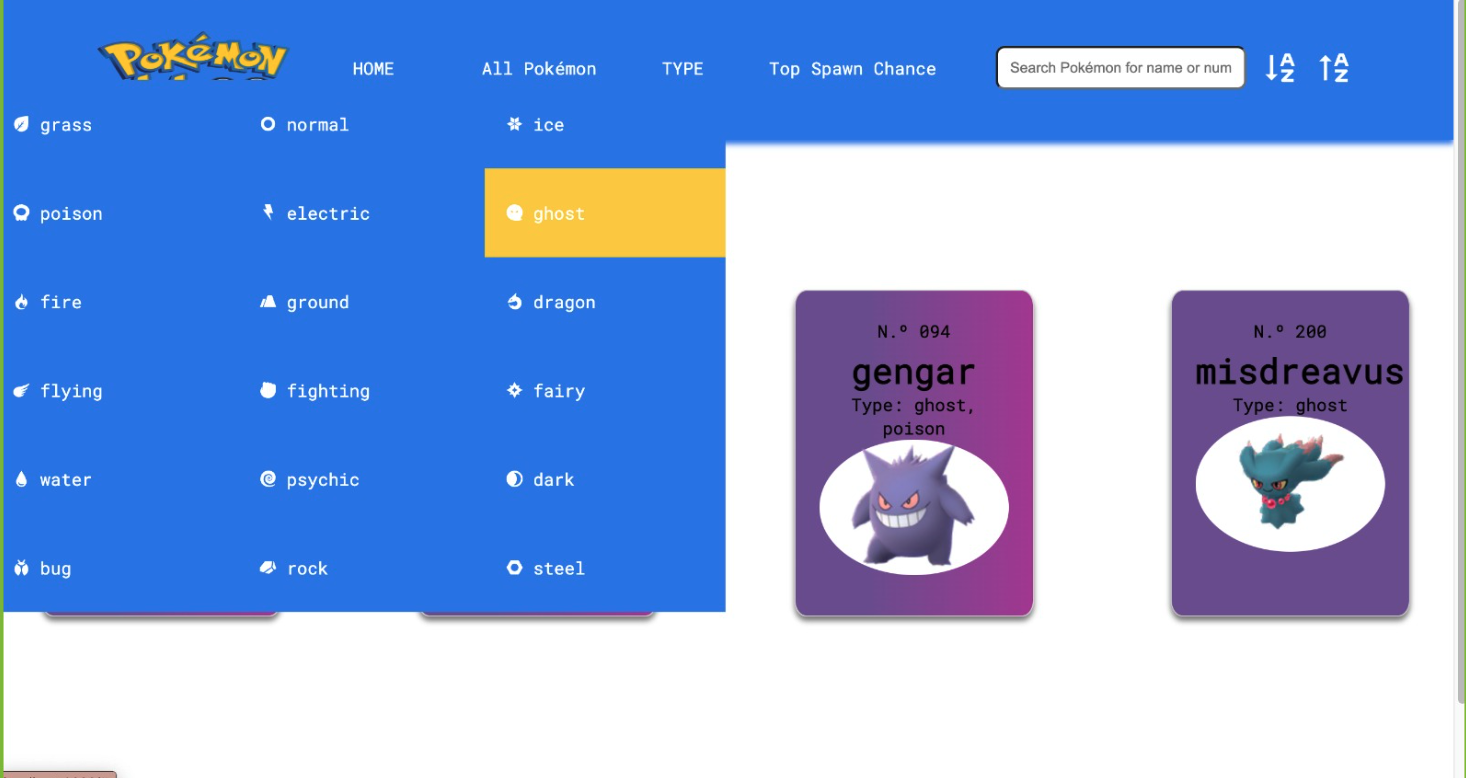 POKéMON
HOME
All Pokémon
TYPE
Top Spawn Chance
Search Pokémon for name or num
A
Z
A
Z
grass
normal
ice
poison
electric
ghost
fire
ground
dragon
flying
fighting
fairy
water
psychic
dark
bug
rock
steel
N.º 094
gengar
Type: ghost,
poison
N.º 200
misdreavus
Type: ghost